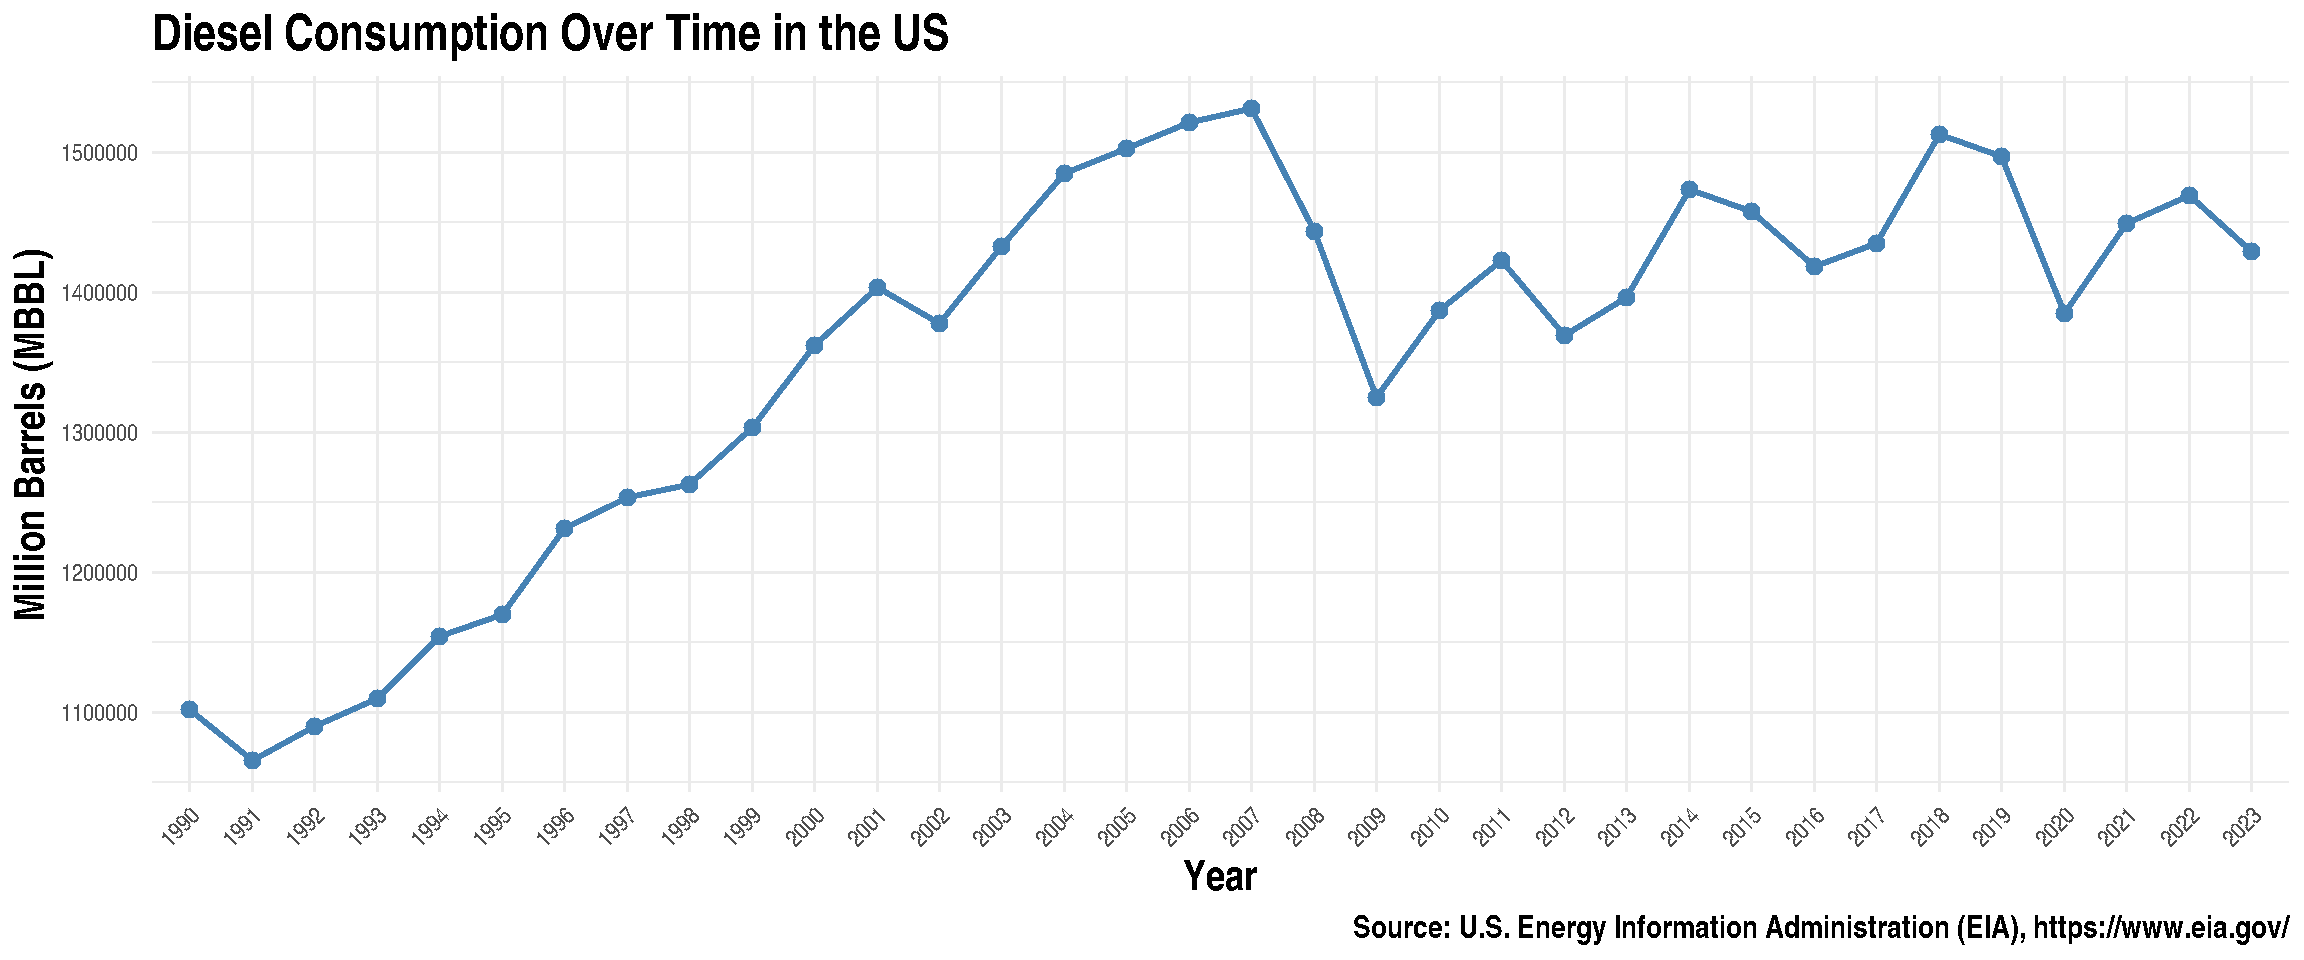 Diesel Consumption Over Time in the US
Million Barrels (MBBL)
1500000
1400000
1300000
1200000
1100000
1990 1991 1992 1993 1994 1995 1996 1997 1998 1999 2000 2001 2002 2003 2004 2005 2006 2007 2008 2009 2010 2011 2012 2013 2014 2015 2016 2017 2018 2019 2020 2021 2022 2023
Year
Source: U.S. Energy Information Administration (EIA), https://www.eia.gov/